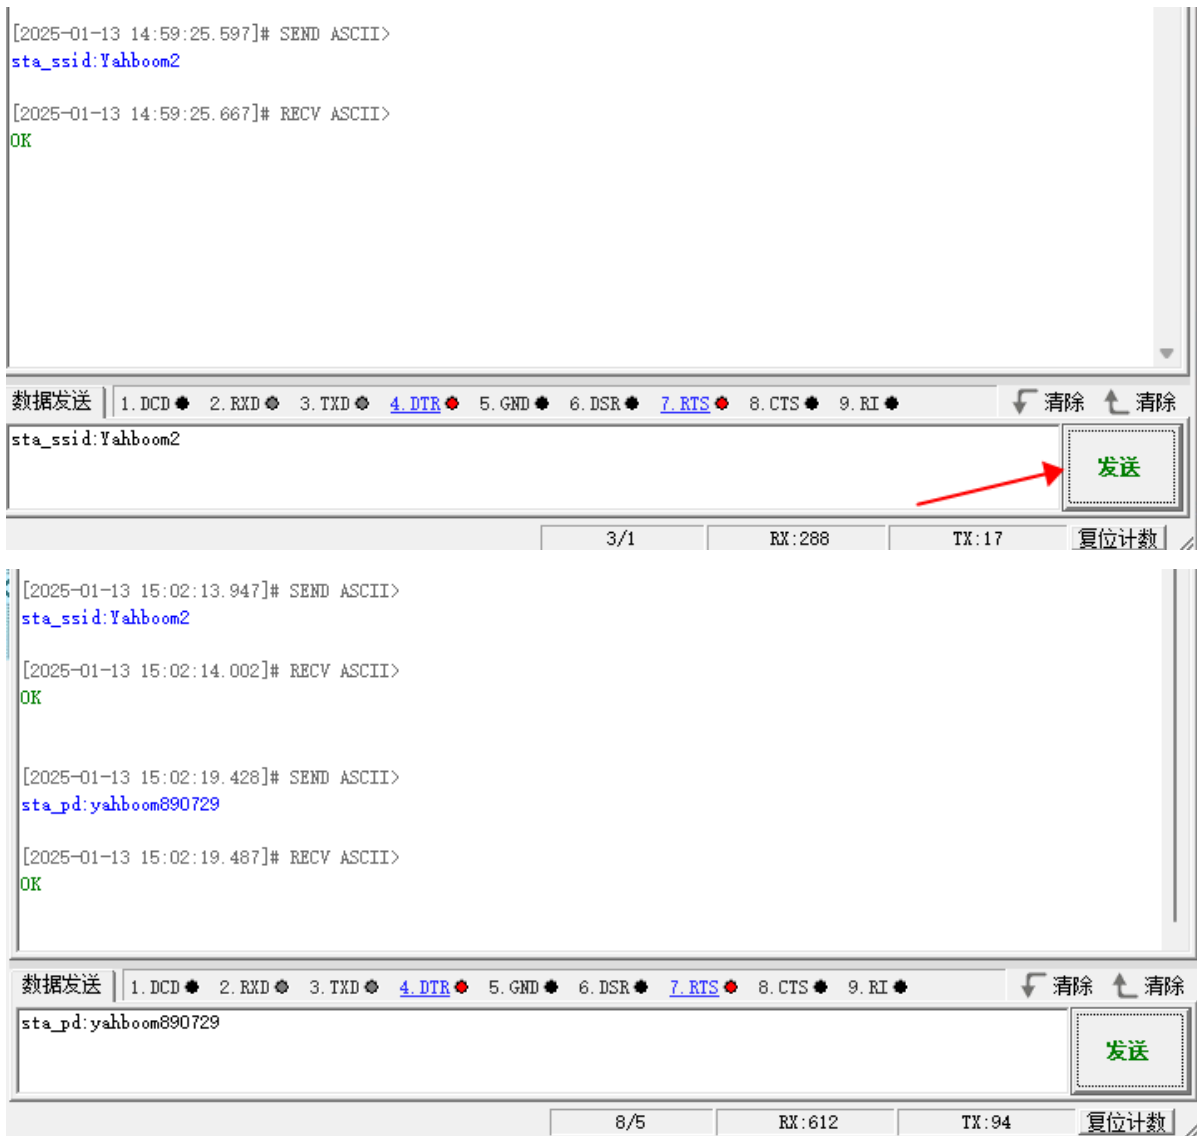 [2025-01-13 14:59:25.597]# SEND ASCII>
sta_ssid:Yahboom2
[2025-01-13 14:59:25.667]# RECV ASCII>
OK
数据发送 1.DCD 2.RXD 3.TXD 4.DTR 5.GND 6.DSR 7.RTS 8.CTS 9.RI 清除 清除
sta_ssid:Yahboom2
发送
3/1 RX:288 TX:17 复位计数
[2025-01-13 15:02:13.947]# SEND ASCII>
sta_ssid:Yahboom2
[2025-01-13 15:02:14.002]# RECV ASCII>
OK
[2025-01-13 15:02:19.428]# SEND ASCII>
sta_pd:yahboom890729
[2025-01-13 15:02:19.487]# RECV ASCII>
OK
数据发送 1.DCD 2.RXD 3.TXD 4.DTR 5.GND 6.DSR 7.RTS 8.CTS 9.RI 清除 清除
sta_pd:yahboom890729
发送
8/5 RX:612 TX:94 复位计数